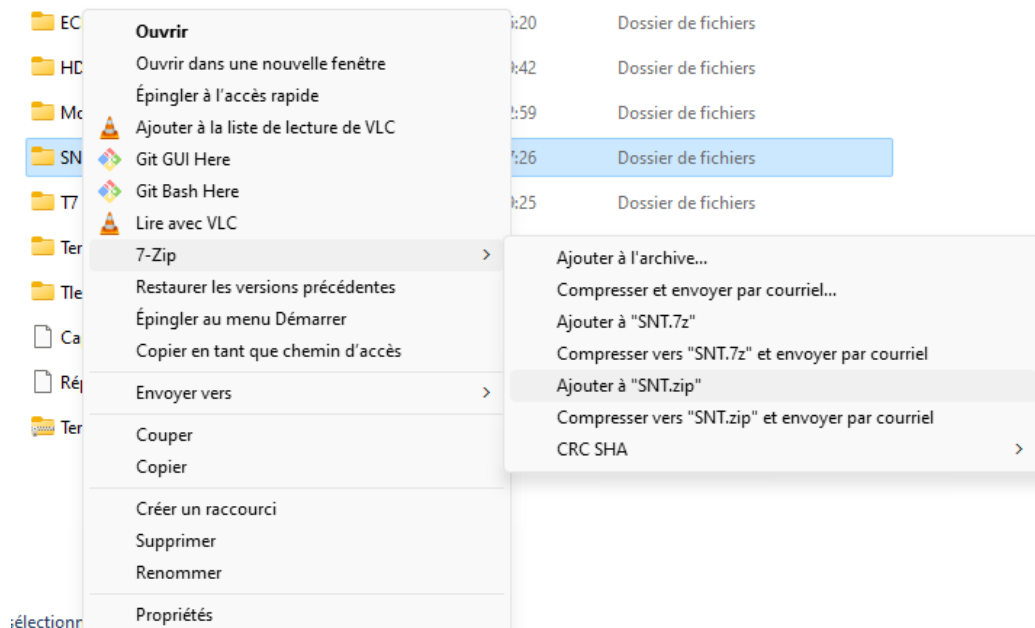 EC
:20
Dossier de fichiers
HD
:42
Dossier de fichiers
Mo
:59
Dossier de fichiers
SN
:26
Dossier de fichiers
T7
:25
Dossier de fichiers
Ter
Tle
Ca
Rép
Ter
sélectionn
Ouvrir
Ouvrir dans une nouvelle fenêtre
Épingler à l'accès rapide
Ajouter à la liste de lecture de VLC
Git GUI Here
Git Bash Here
Lire avec VLC
7-Zip
Restaurer les versions précédentes
Épingler au menu Démarrer
Copier en tant que chemin d'accès
Envoyer vers
Couper
Copier
Créer un raccourci
Supprimer
Renommer
Propriétés
Ajouter à l'archive...
Compresser et envoyer par courriel...
Ajouter à "SNT.7z"
Compresser vers "SNT.7z" et envoyer par courriel
Ajouter à "SNT.zip"
Compresser vers "SNT.zip" et envoyer par courriel
CRC SHA